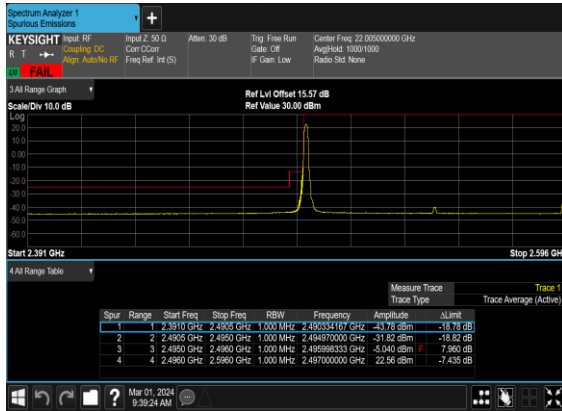 Spectrum Analyzer 1
Spurious Emissions
+
KEYSIGHT Input: RF Input Z: 50 Ω Atten: 30 dB Trig: Free Run Center Freq: 22.005000000 GHz
R T Coupling: DC Corr CCorr Gate: Off Avg|Hold: 1000/1000
Align: Auto/No RF Freq Ref: Int (S) IF Gain: Low Radio Std: None
LV FAIL
3 All Range Graph Ref Lvl Offset 15.57 dB
Scale/Div 10.0 dB Ref Value 30.00 dBm
Log
20.0
10.0
0.00
-10.0
-20.0
-30.0
-40.0
-50.0
-60.0
Start 2.391 GHz Stop 2.596 GH
4 All Range Table
Measure Trace Trace 1
Trace Type Trace Average (Active)
Spur Range Start Freq Stop Freq RBW Frequency Amplitude ΔLimit
1 1 2.3910 GHz 2.4905 GHz 1.000 MHz 2.490334167 GHz -43.78 dBm -18.78 dB
2 2 2.4905 GHz 2.4950 GHz 1.000 MHz 2.494970000 GHz -31.82 dBm -18.82 dB
3 3 2.4950 GHz 2.4960 GHz 1.000 MHz 2.495998333 GHz -5.040 dBm F 7.960 dB
4 4 2.4960 GHz 2.5960 GHz 1.000 MHz 2.497000000 GHz 22.56 dBm -7.435 dB
? Mar 01, 2024
9:39:24 AM